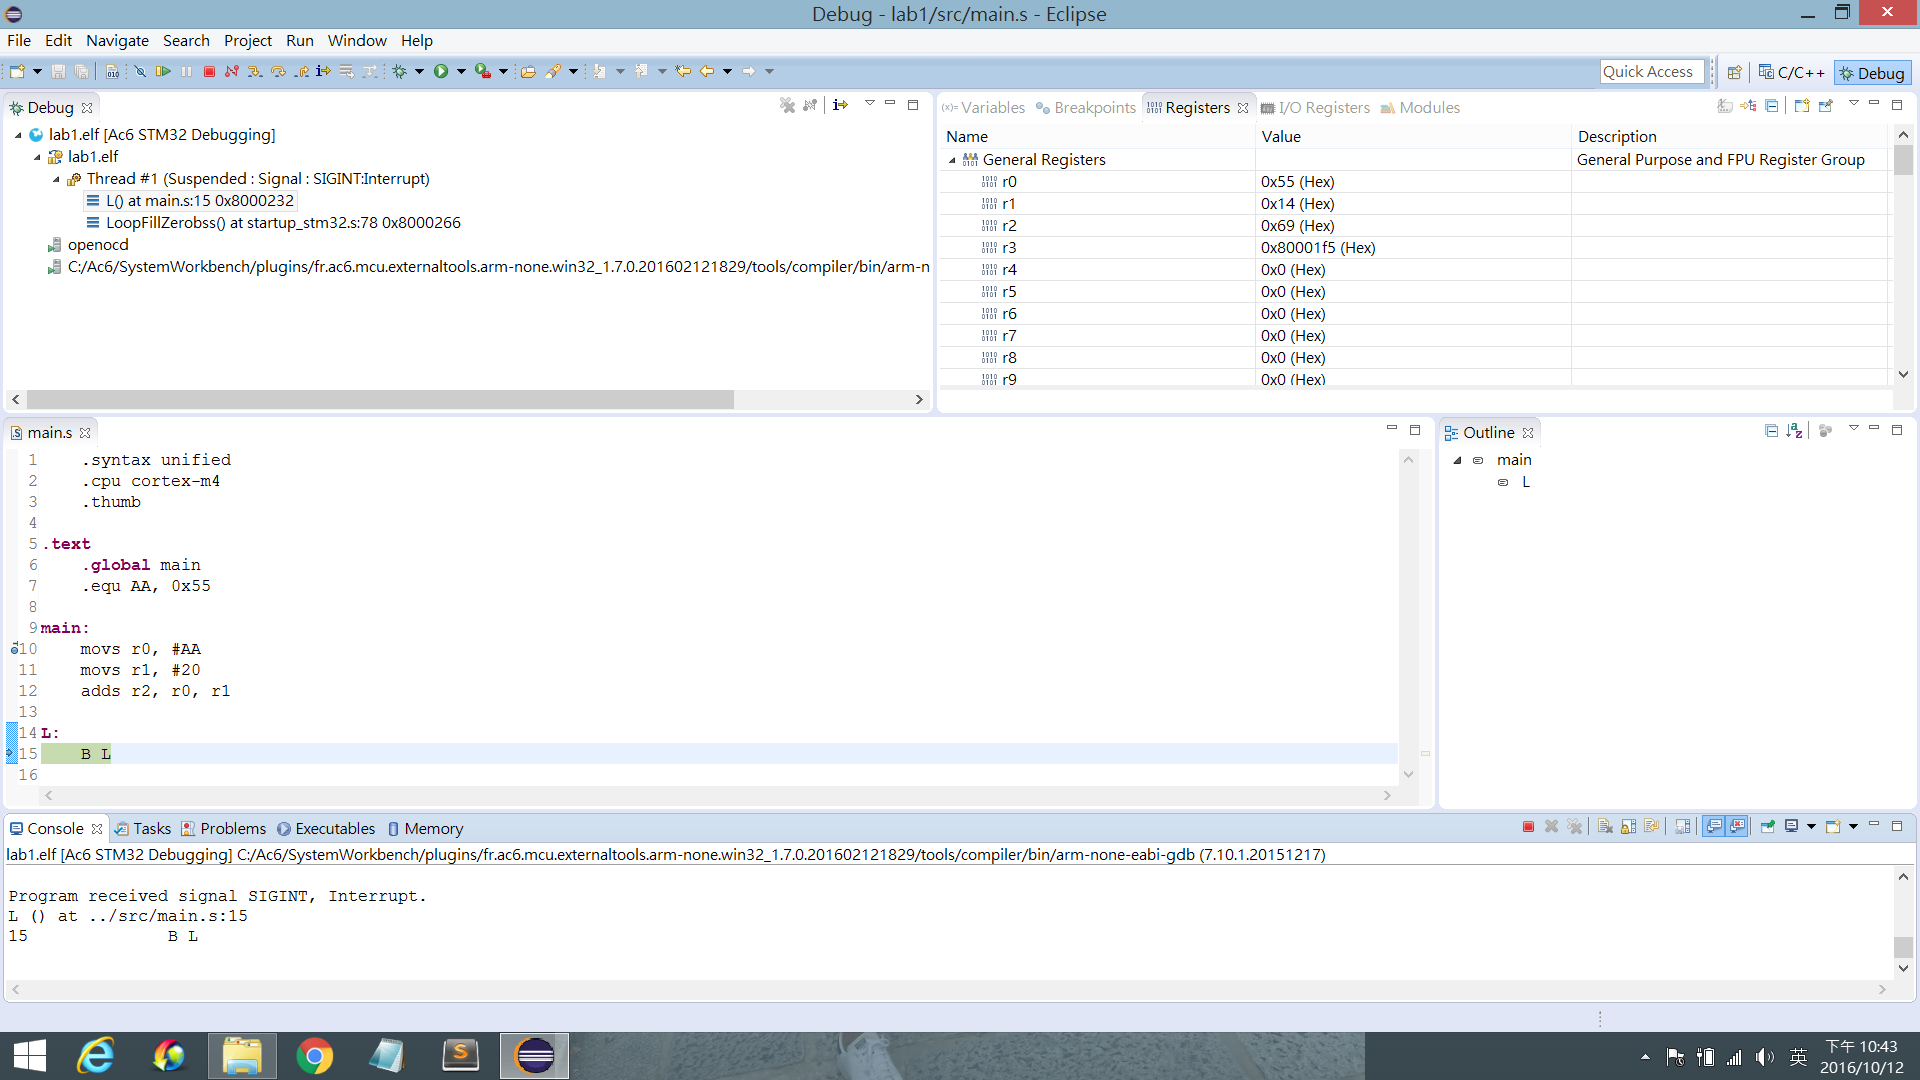 Debug - lab1/src/main.s - Eclipse
File Edit Navigate Search Project Run Window Help
Quick Access C/C++ Debug
Debug
lab1.elf [Ac6 STM32 Debugging]
lab1.elf
Thread #1 (Suspended : Signal : SIGINT:Interrupt)
L() at main.s:15 0x8000232
LoopFillZerobss() at startup_stm32.s:78 0x8000266
openocd
C:/Ac6/SystemWorkbench/plugins/fr.ac6.mcu.externaltools.arm-none.win32_1.7.0.201602121829/tools/compiler/bin/arm-n
(x)= Variables Breakpoints Registers I/O Registers Modules
Name Value Description
General Registers General Purpose and FPU Register Group
r0 0x55 (Hex)
r1 0x14 (Hex)
r2 0x69 (Hex)
r3 0x80001f5 (Hex)
r4 0x0 (Hex)
r5 0x0 (Hex)
r6 0x0 (Hex)
r7 0x0 (Hex)
r8 0x0 (Hex)
r9 0x0 (Hex)
main.s
1 .syntax unified
2 .cpu cortex-m4
3 .thumb
4
5 .text
6 .global main
7 .equ AA, 0x55
8
9 main:
10 movs r0, #AA
11 movs r1, #20
12 adds r2, r0, r1
13
14 L:
15 B L
16
Outline
main
L
Console Tasks Problems Executables Memory
lab1.elf [Ac6 STM32 Debugging] C:/Ac6/SystemWorkbench/plugins/fr.ac6.mcu.externaltools.arm-none.win32_1.7.0.201602121829/tools/compiler/bin/arm-none-eabi-gdb (7.10.1.20151217)
Program received signal SIGINT, Interrupt.
L () at ../src/main.s:15
15 B L
英
下午 10:43
2016/10/12